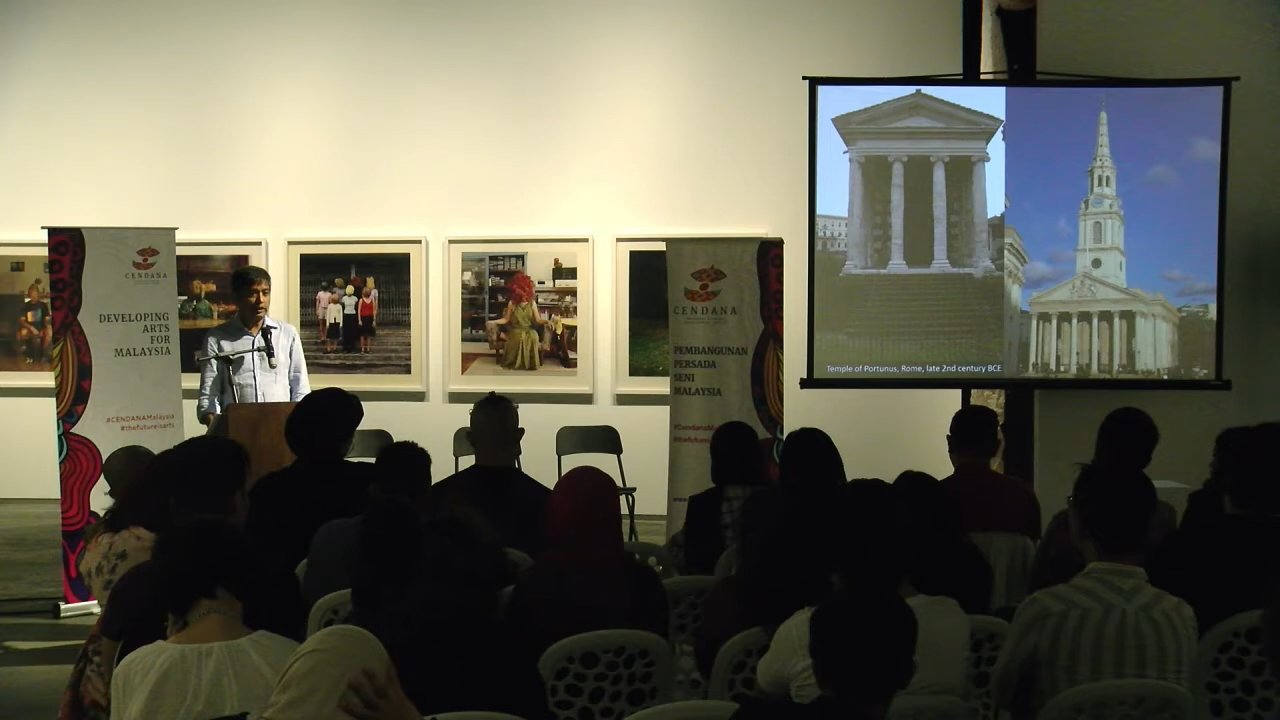 CENDANA
DEVELOPING
ARTS
FOR
MALAYSIA
#CENDANAMalaysia
#thefutureisarts
CENDANA
PEMBANGUNAN
PERSADA
SENI
MALAYSIA
Temple of Portunus, Rome, late 2nd century BCE